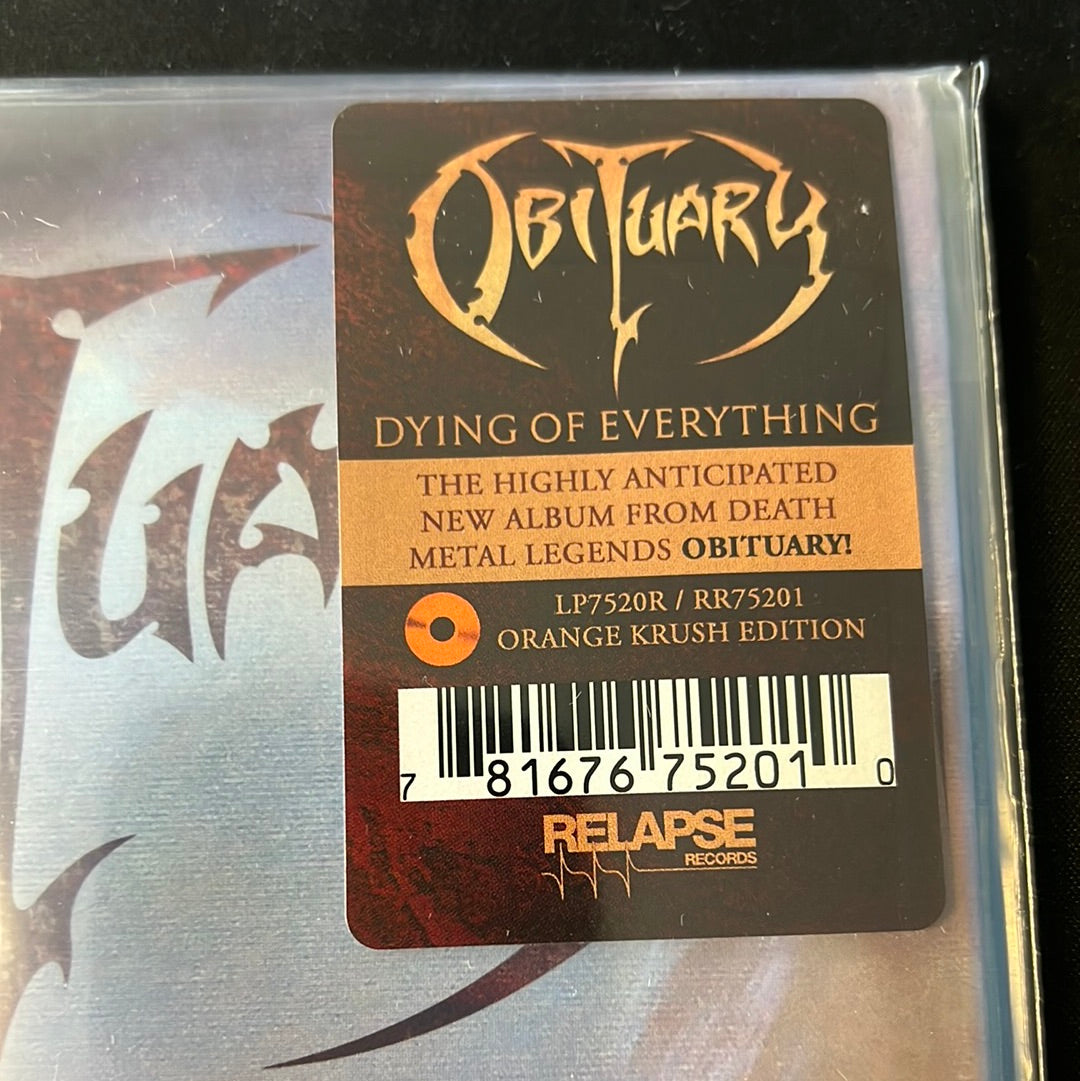 OBITUARY
DYING OF EVERYTHING
THE HIGHLY ANTICIPATED
NEW ALBUM FROM DEATH
METAL LEGENDS OBITUARY!
LP7520R / RR75201
ORANGE KRUSH EDITION
7 81676 75201 0
RELAPSE
RECORDS
TUA